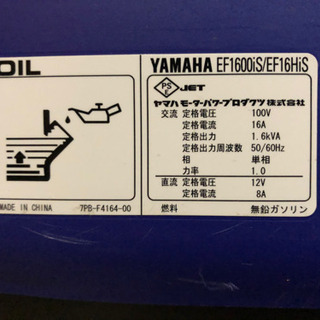 OIL
MADE IN CHINA 7PB-F4164-00
YAMAHA EF1600iS/EF16HiS
PS E JET
ヤマハモーターパワープロダクツ株式会社
交流 定格電圧 100V
定格電流 16A
定格出力 1.6kVA
定格出力周波数 50/60Hz
相 単相
力率 1.0
直流 定格電圧 12V
定格電流 8A
燃料 無鉛ガソリン